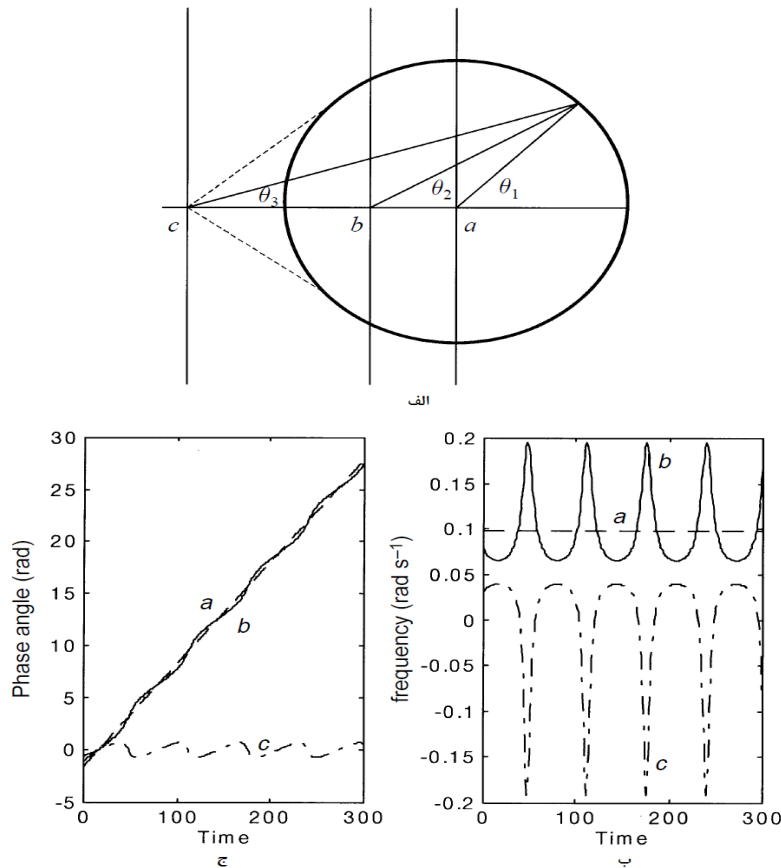 θ₃ θ₂ θ₁
c b a
الف
30
25
20
15
10
5
0
-5
Phase angle (rad)
a
b
c
0 100 200 300
Time
ج
0.2
0.15
0.1
0.05
0
-0.05
-0.1
-0.15
-0.2
frequency (rad s⁻¹)
b
a
c
0 100 200 300
Time
ب